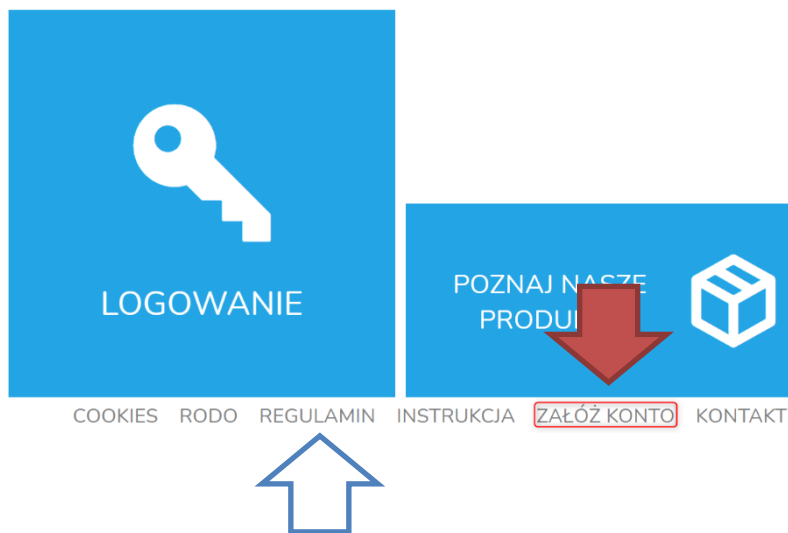 LOGOWANIE
POZNAJ NASZE
COOKIES RODO REGULAMIN INSTRUKCJA ZAŁÓŻ KONTO KONTAKT